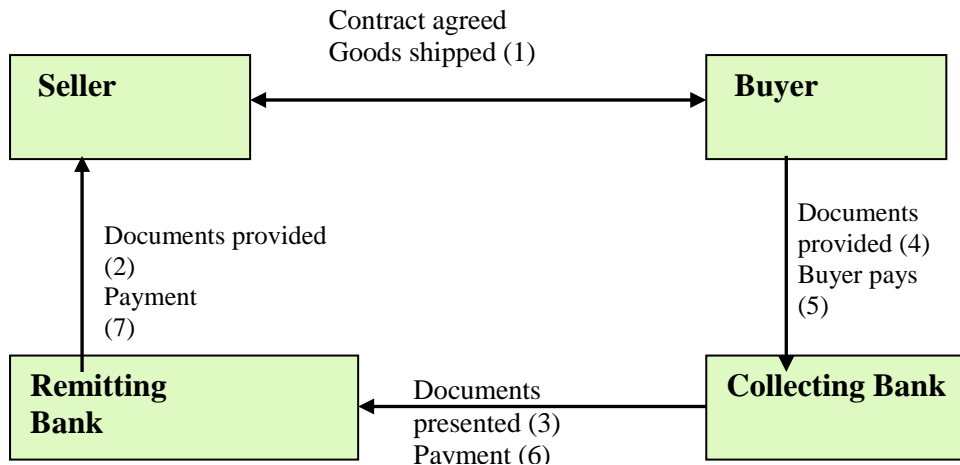 Contract agreed
Goods shipped (1)
Seller
Buyer
Documents provided
(2)
Payment
(7)
Documents
provided (4)
Buyer pays
(5)
Remitting
Bank
Documents
presented (3)
Payment (6)
Collecting Bank